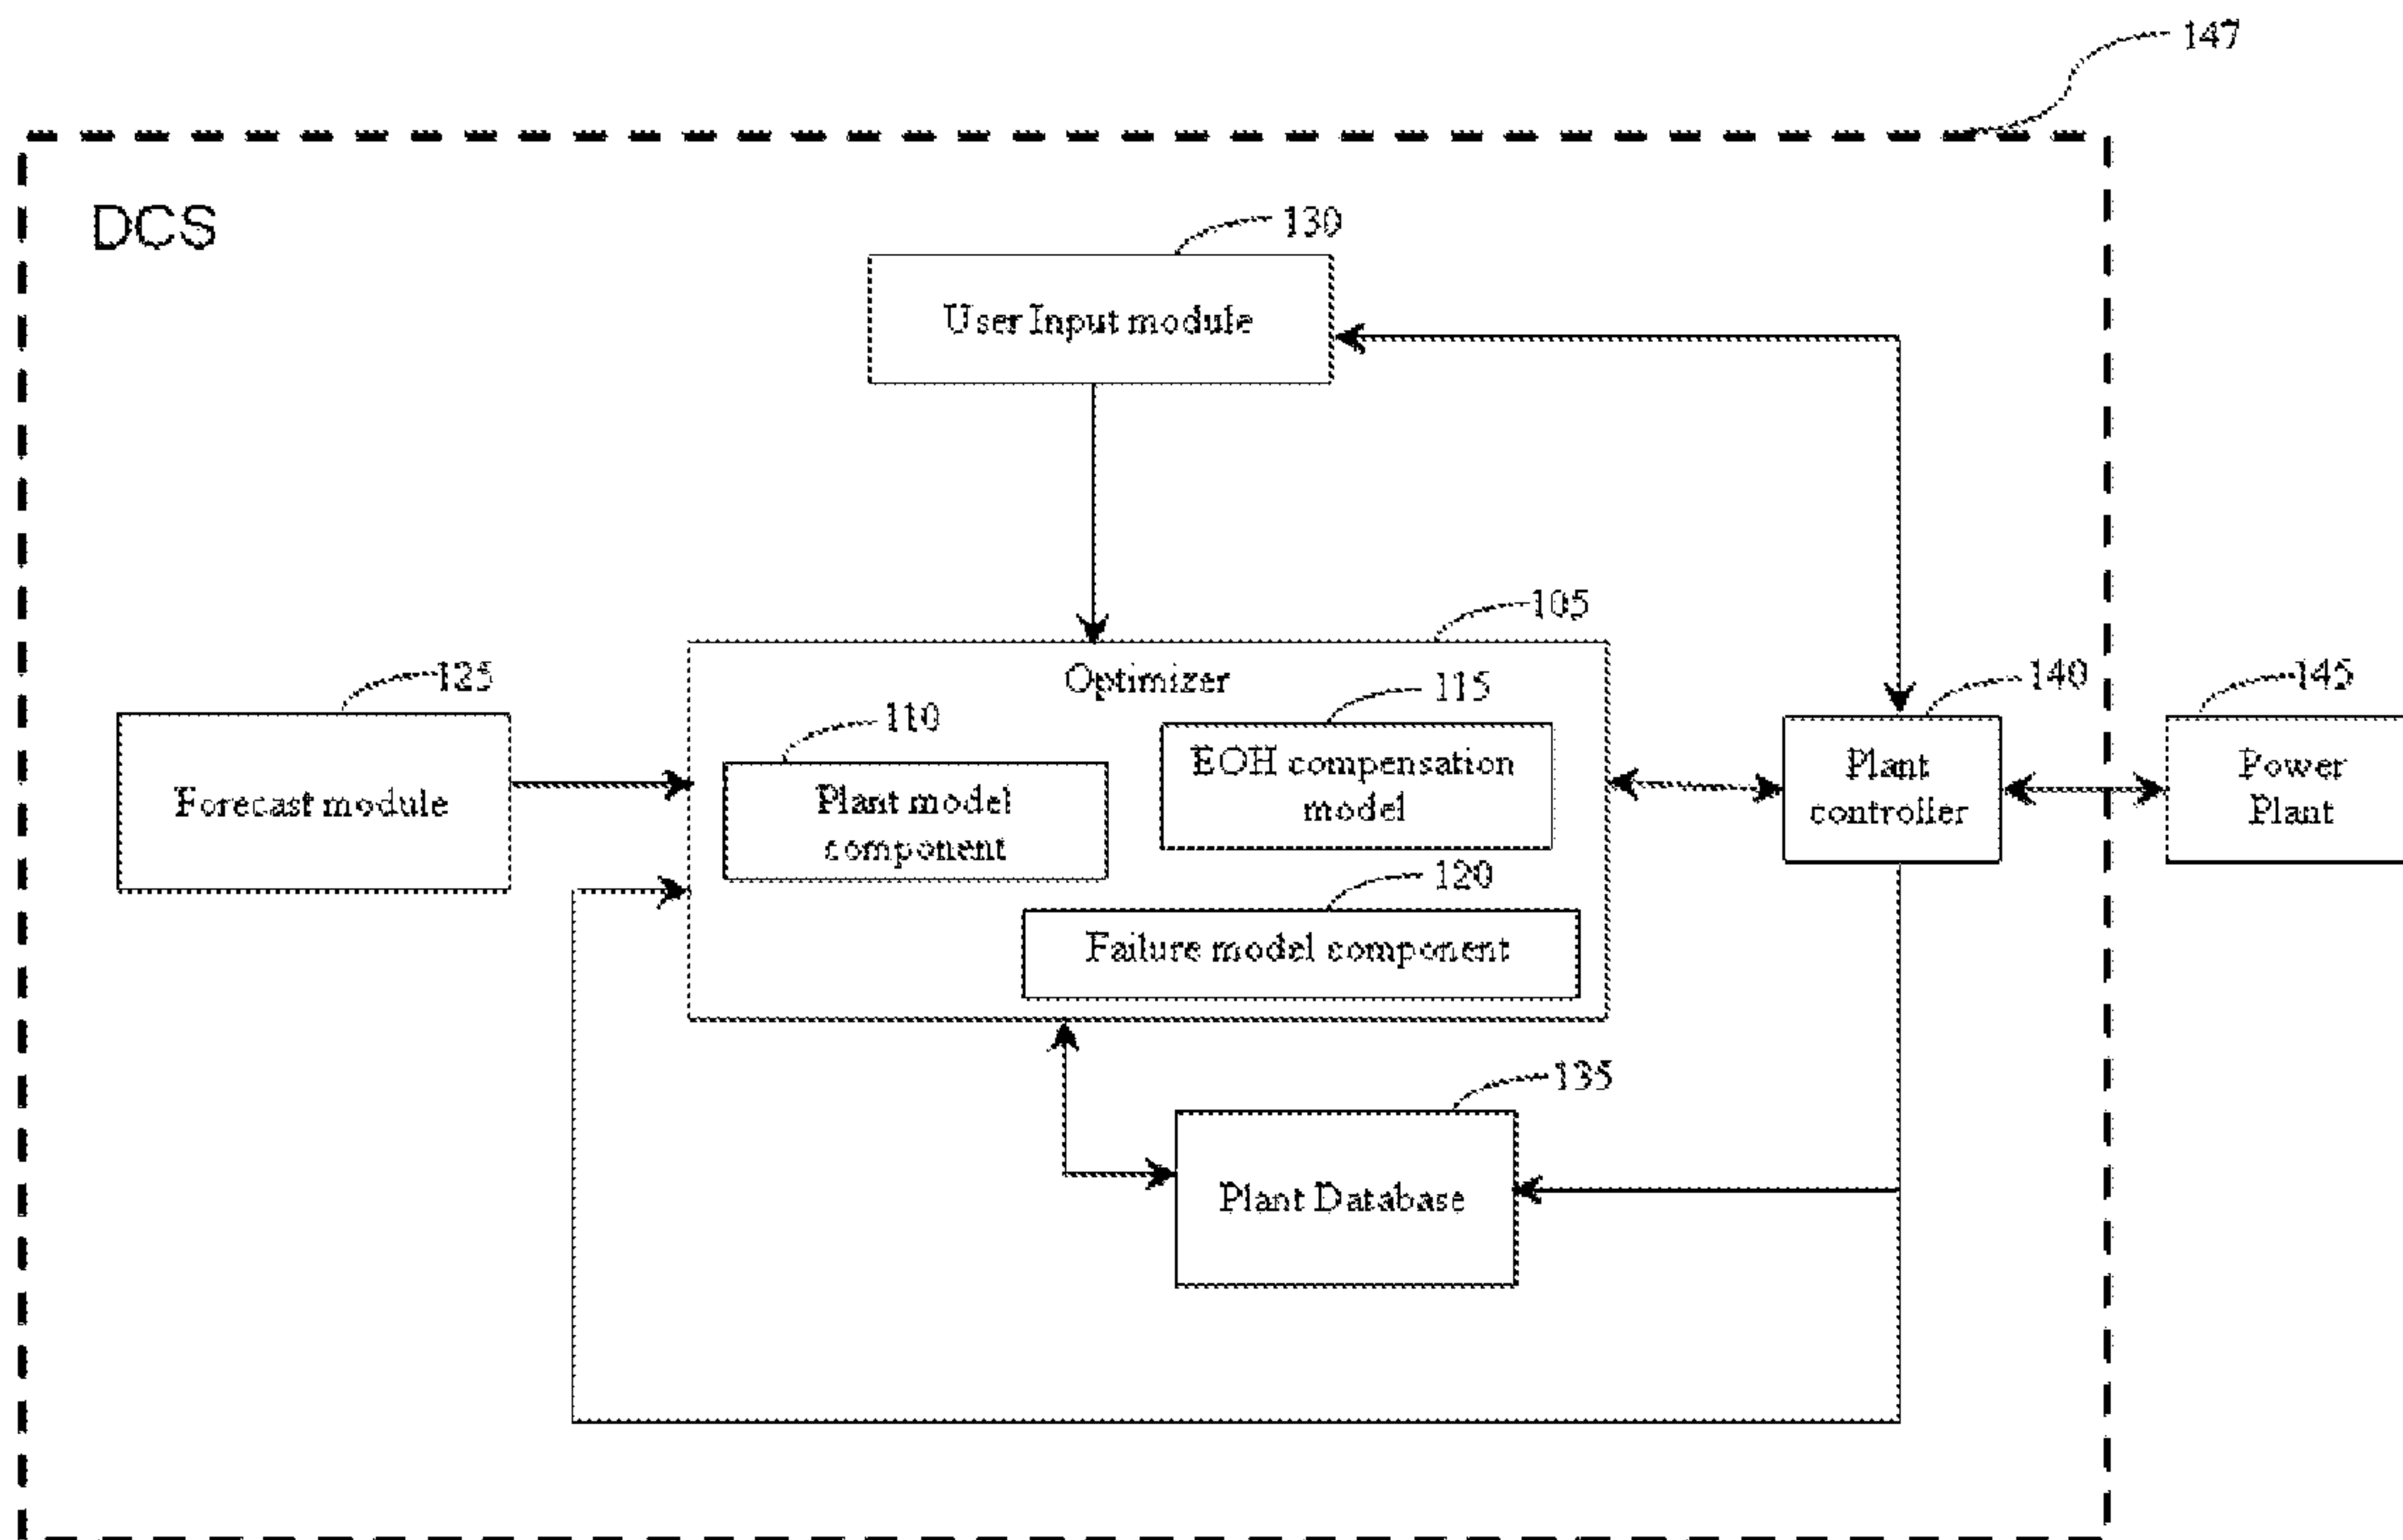 147
DCS
130
User Input module
105
Optimizer
125
115
140
145
110
Forecast module
Plant model
component
EOH compensation
model
Plant
controller
Power
Plant
120
Failure model component
135
Plant Database